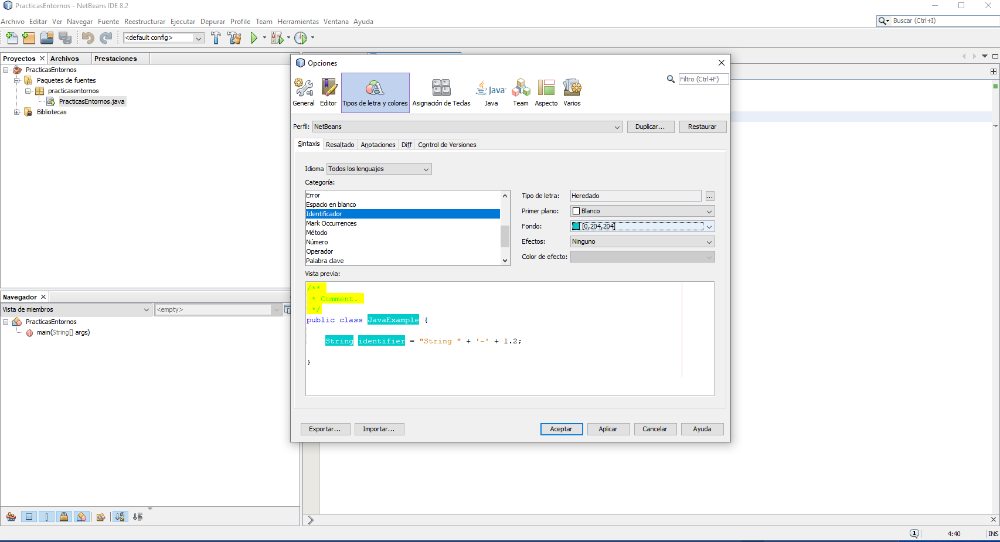 PracticasEntornos - NetBeans IDE 8.2
Archivo Editar Ver Navegar Fuente Reestructurar Ejecutar Depurar Profile Team Herramientas Ventana Ayuda
Buscar (Ctrl+I)
<default config>
Proyectos Archivos Prestaciones
PracticasEntornos
Paquetes de fuentes
practicasentornos
PracticasEntornos.java
Bibliotecas
Navegador
Vista de miembros
<empty>
PracticasEntornos
main(String[] args)
Opciones
Filtro (Ctrl+F)
General Editor Tipos de letra y colores Asignación de Teclas Java Team Aspecto Varios
Perfil: NetBeans Duplicar... Restaurar
Sintaxis Resaltado Anotaciones Diff Control de Versiones
Idioma Todos los lenguajes
Categoría:
Error
Espacio en blanco
Identificador
Mark Occurrences
Método
Número
Operador
Palabra clave
Tipo de letra: Heredado ...
Primer plano: Blanco
Fondo: [0,204,204]
Efectos: Ninguno
Color de efecto:
Vista previa:
/**
* Comment.
*/
public class JavaExample {
String identifier = "String " + '-' + 1.2;
}
Exportar... Importar... Aceptar Aplicar Cancelar Ayuda
1 4:40 INS